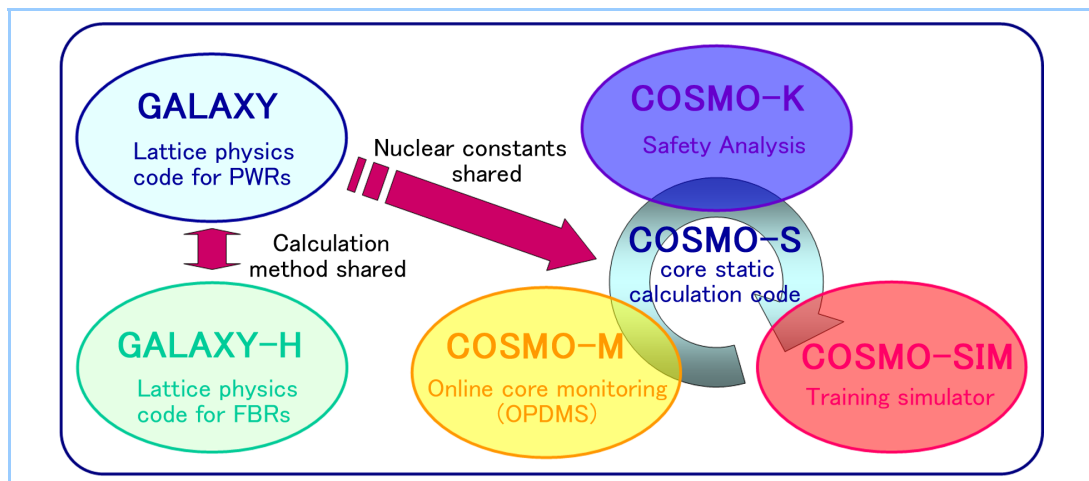 GALAXY
Lattice physics
code for PWRs
Nuclear constants
shared
COSMO-K
Safety Analysis
Calculation
method shared
COSMO-S
core static
calculation code
GALAXY-H
Lattice physics
code for FBRs
COSMO-M
Online core monitoring
(OPDMS)
COSMO-SIM
Training simulator